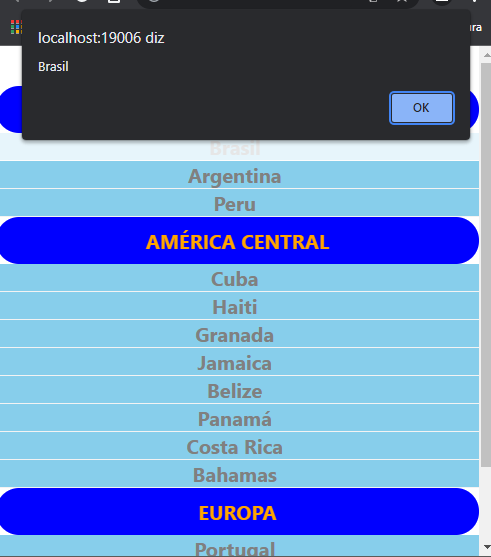 ura
localhost:19006 diz
Brasil
OK
Brasil
Argentina
Peru
AMÉRICA CENTRAL
Cuba
Haiti
Granada
Jamaica
Belize
Panamá
Costa Rica
Bahamas
EUROPA
Portugal